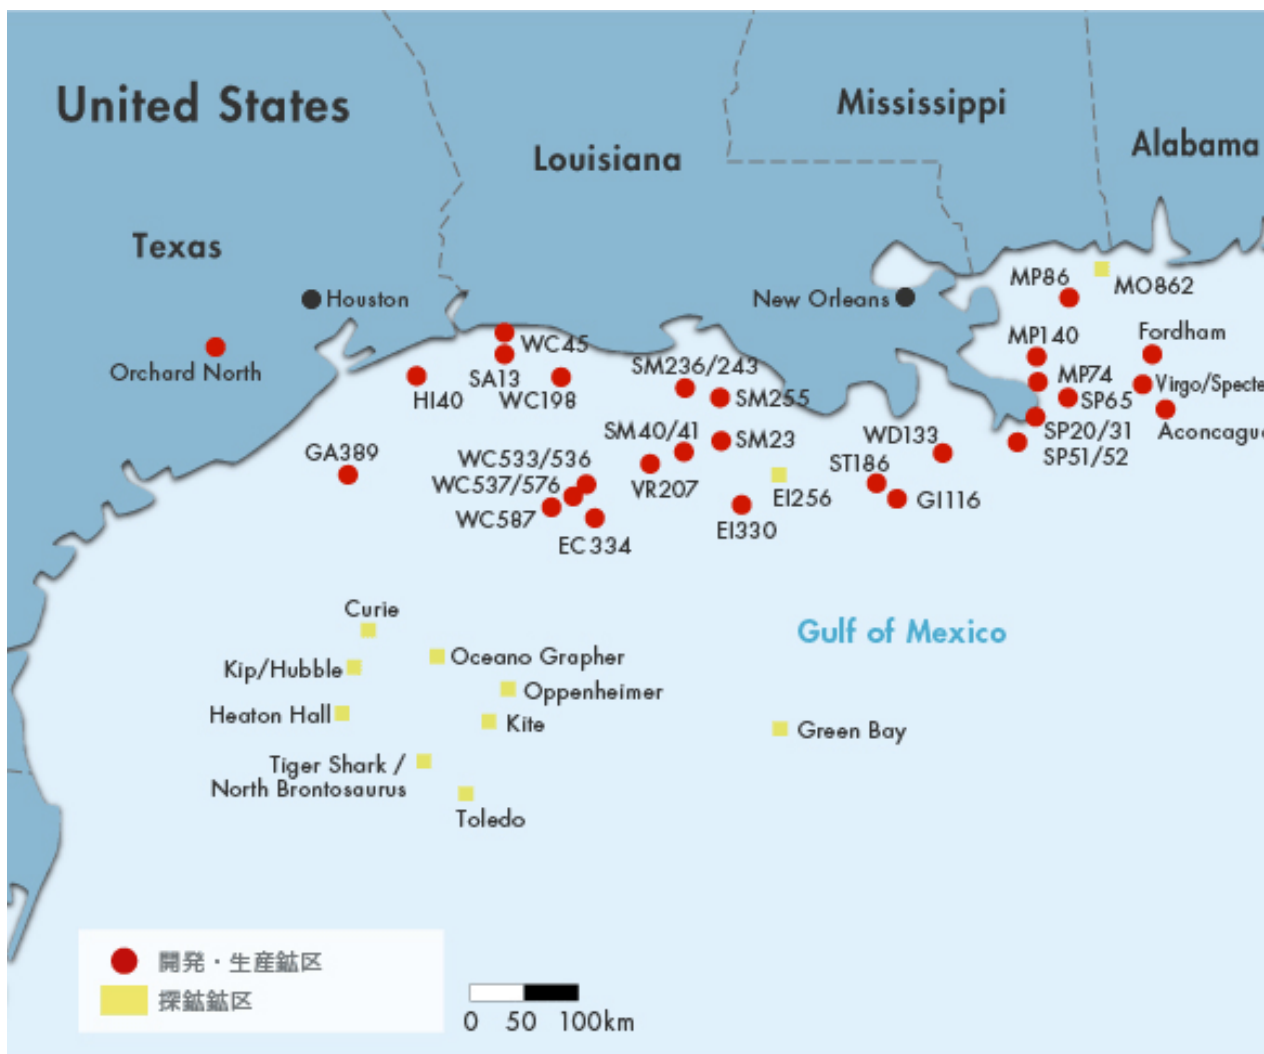 United States
Mississippi
Alabama
Louisiana
Texas
Houston
New Orleans
MP86
MO862
Orchard North
HI40
WC45
SA13
WC198
SM236/243
SM255
MP140
Fordham
MP74
SP65
Virgo/Specte
Aconcague
SP20/31
SP51/52
GA389
WC533/536
WC537/576
WC587
EC334
SM40/41
SM23
VR207
EI256
EI330
WD133
ST186
GI116
Curie
Kip/Hubble
Oceano Grapher
Oppenheimer
Heaton Hall
Kite
Gulf of Mexico
Green Bay
Tiger Shark /
North Brontosaurus
Toledo
開発・生産鉱区
探鉱鉱区
0 50 100km